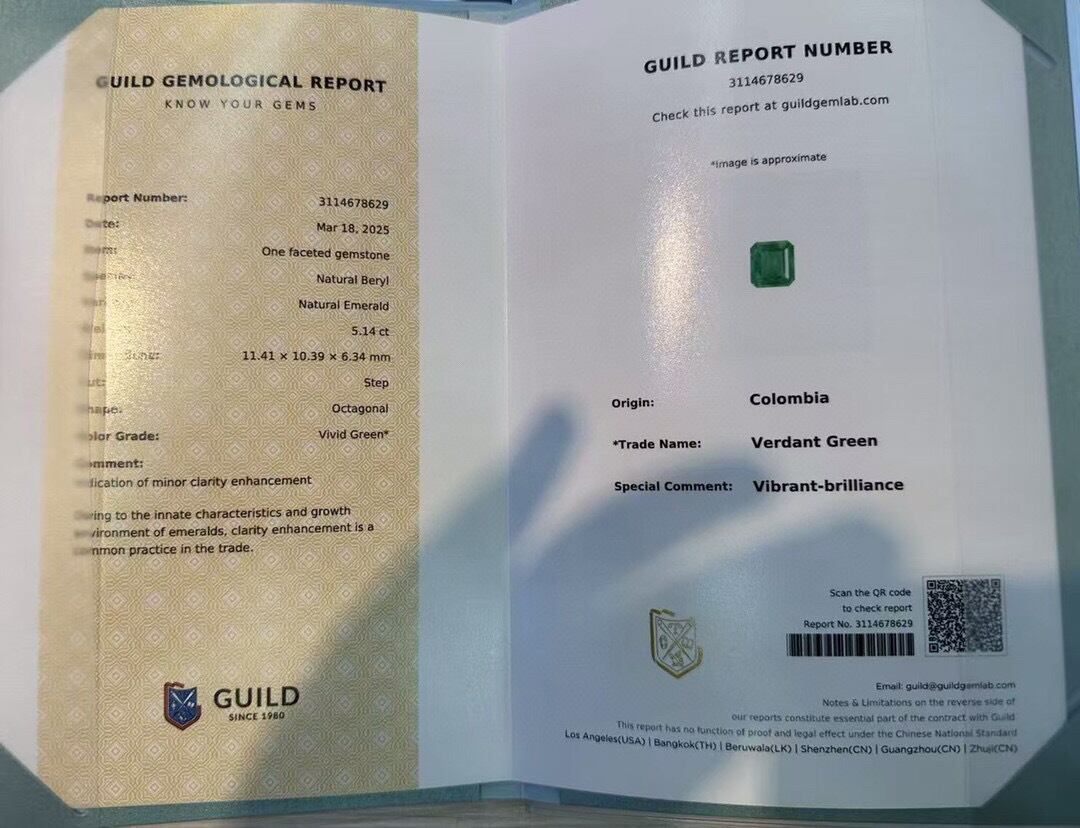 GUILD GEMOLOGICAL REPORT
KNOW YOUR GEMS
Report Number: 3114678629
Date: Mar 18, 2025
One faceted gemstone
Natural Beryl
Natural Emerald
5.14 ct
11.41 × 10.39 × 6.34 mm
Step
Octagonal
Color Grade: Vivid Green*
Comment:
of minor clarity enhancement
to the innate characteristics and growth
of emeralds, clarity enhancement is a
common practice in the trade.
GUILD
SINCE 1980
GUILD REPORT NUMBER
3114678629
Check this report at guildgemlab.com
*Image is approximate
Origin: Colombia
*Trade Name: Verdant Green
Special Comment: Vibrant-brilliance
Scan the QR code
to check report
Report No. 3114678629
Email: guild@guildgemlab.com
Notes & Limitations on the reverse side of
our reports constitute essential part of the contract with Guild
This report has no function of proof and legal effect under the Chinese National Standard
Los Angeles(USA) | Bangkok(TH) | Beruwala(LK) | Shenzhen(CN) | Guangzhou(CN) | Zhuji(CN)